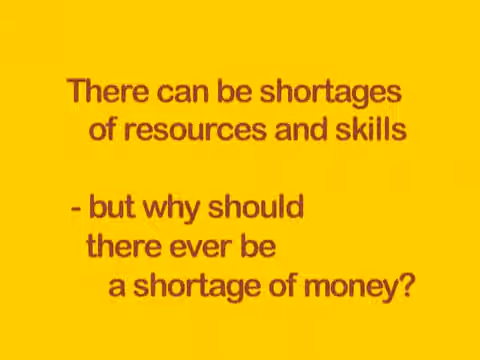 There can be shortages
of resources and skills
- but why should
there ever be
a shortage of money?